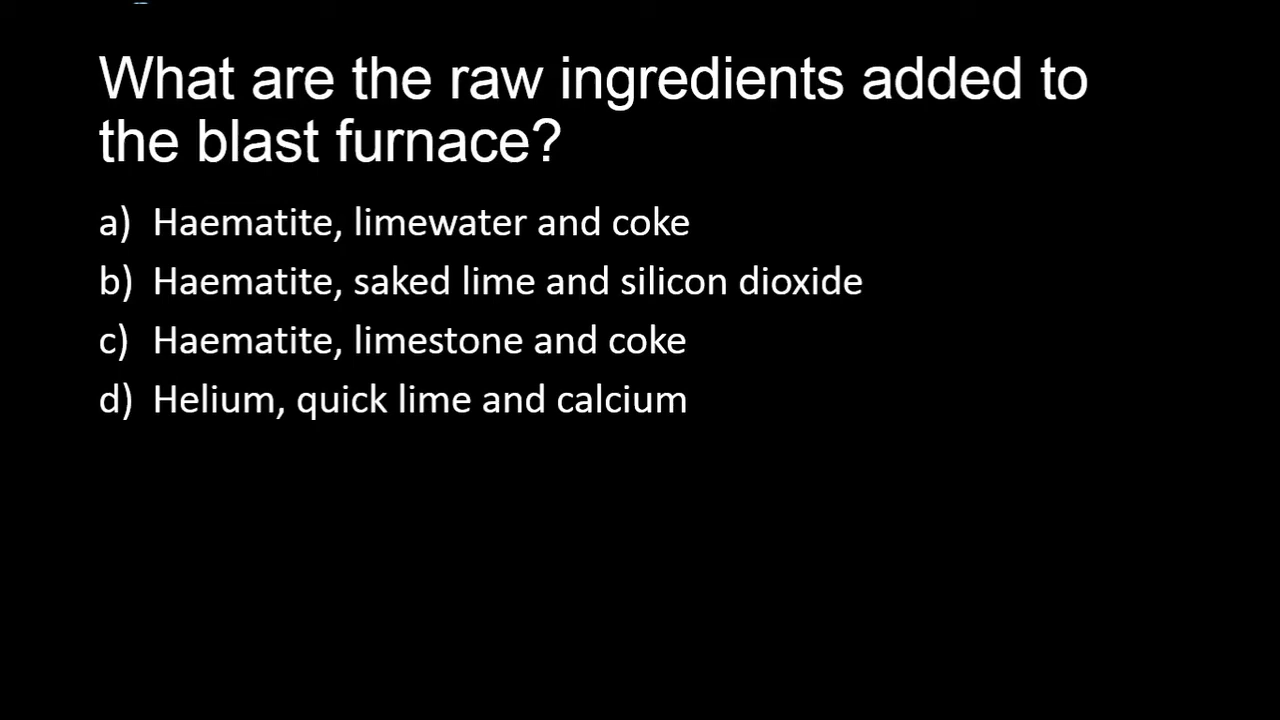 What are the raw ingredients added to
the blast furnace?
a) Haematite, limewater and coke
b) Haematite, saked lime and silicon dioxide
c) Haematite, limestone and coke
d) Helium, quick lime and calcium